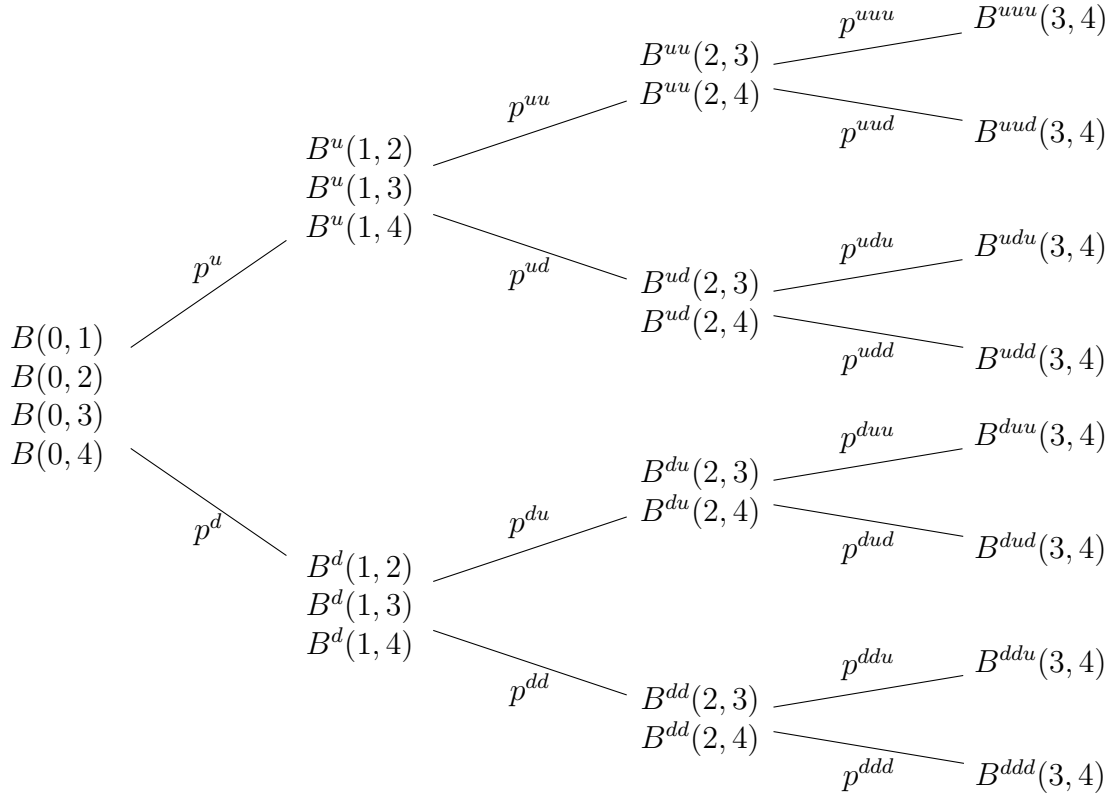 B(0, 1)
B(0, 2)
B(0, 3)
B(0, 4)
p^u
p^d
B^u(1, 2)
B^u(1, 3)
B^u(1, 4)
B^d(1, 2)
B^d(1, 3)
B^d(1, 4)
p^{uu}
p^{ud}
p^{du}
p^{dd}
B^{uu}(2, 3)
B^{uu}(2, 4)
B^{ud}(2, 3)
B^{ud}(2, 4)
B^{du}(2, 3)
B^{du}(2, 4)
B^{dd}(2, 3)
B^{dd}(2, 4)
p^{uuu}
p^{uud}
p^{udu}
p^{udd}
p^{duu}
p^{dud}
p^{ddu}
p^{ddd}
B^{uuu}(3, 4)
B^{uud}(3, 4)
B^{udu}(3, 4)
B^{udd}(3, 4)
B^{duu}(3, 4)
B^{dud}(3, 4)
B^{ddu}(3, 4)
B^{ddd}(3, 4)